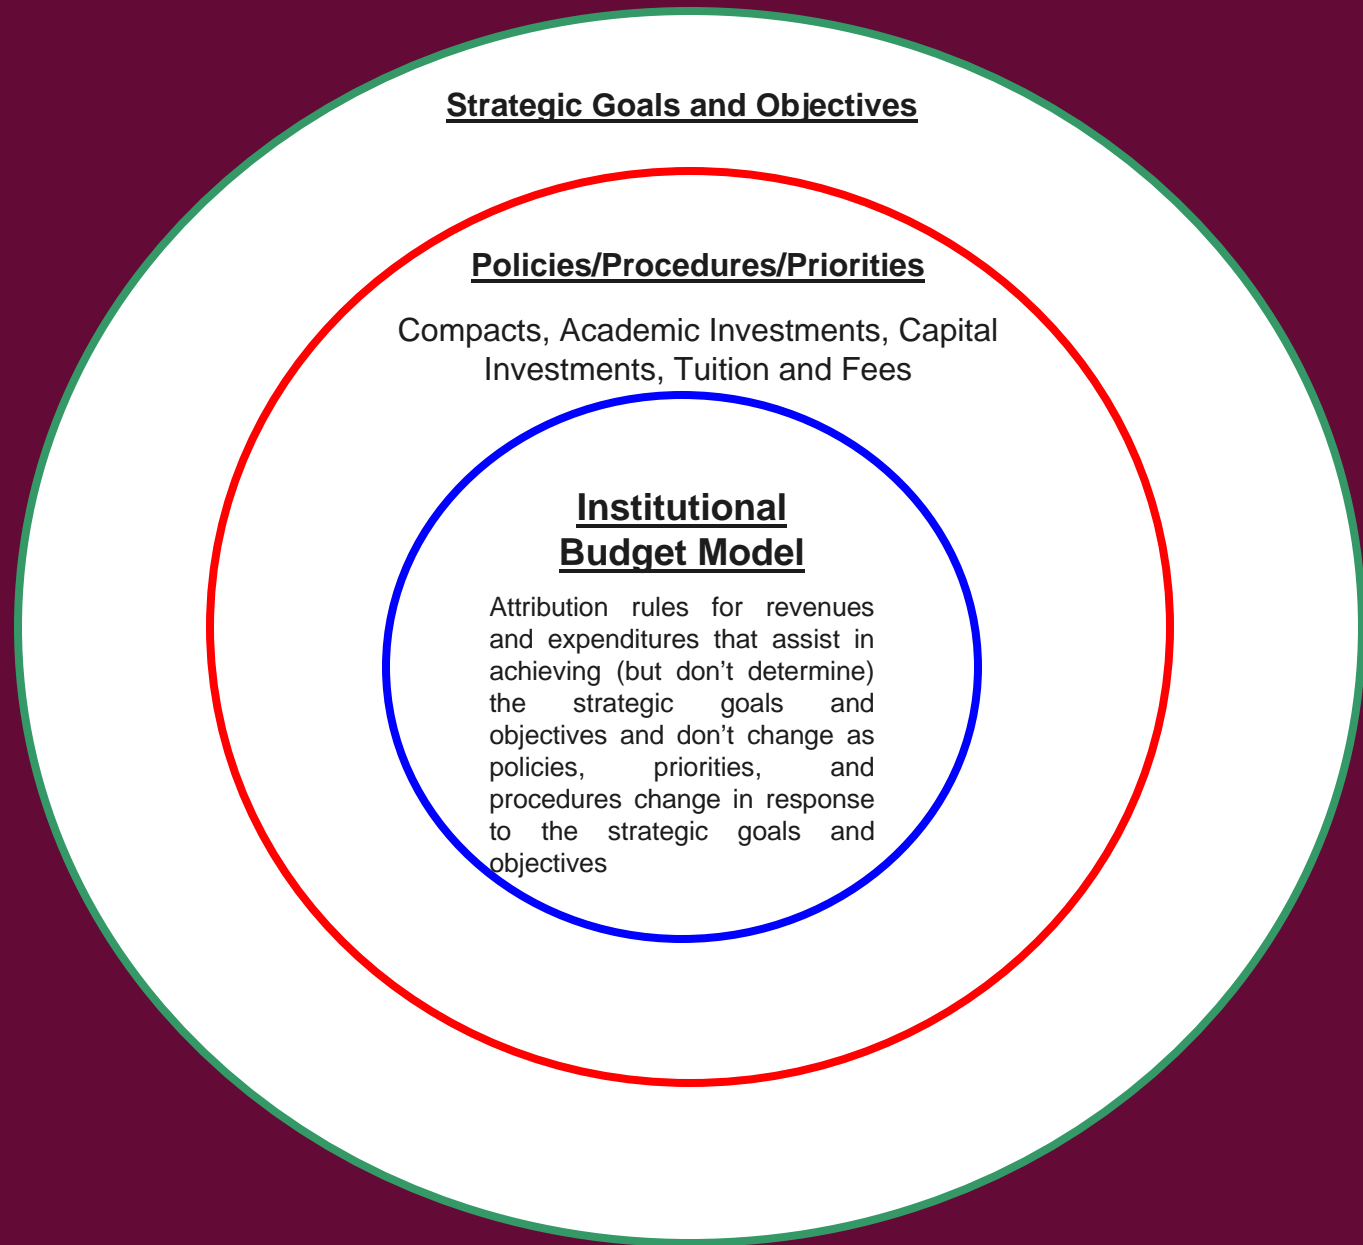 Strategic Goals and Objectives
Policies/Procedures/Priorities
Compacts, Academic Investments, Capital
Investments, Tuition and Fees
Institutional
Budget Model
Attribution rules for revenues
and expenditures that assist in
achieving (but don’t determine)
the strategic goals and
objectives and don’t change as
policies, priorities, and
procedures change in response
to the strategic goals and
objectives